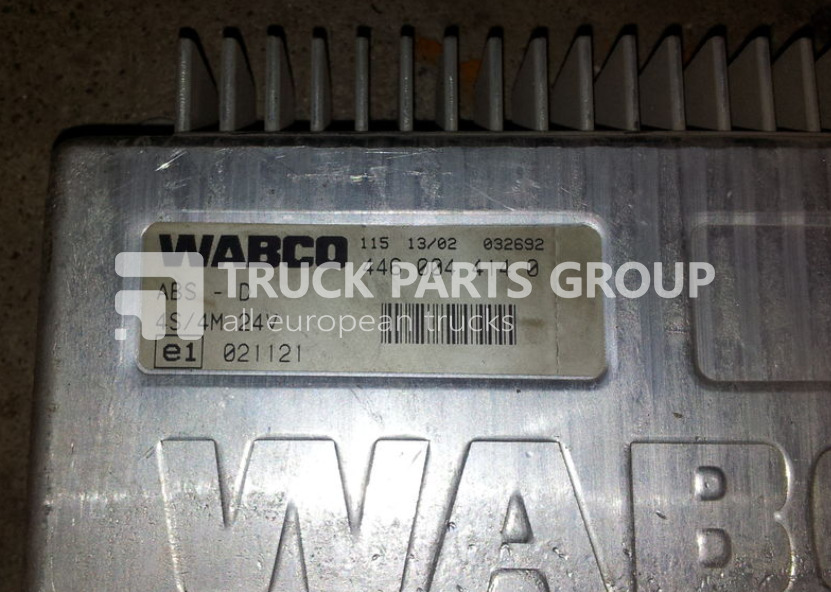 WABCO 115 13/02 032692
446 004 414 0
ABS - D
4S/4M 24V
e1 021121
TRUCK PARTS GROUP
all european trucks
WABC